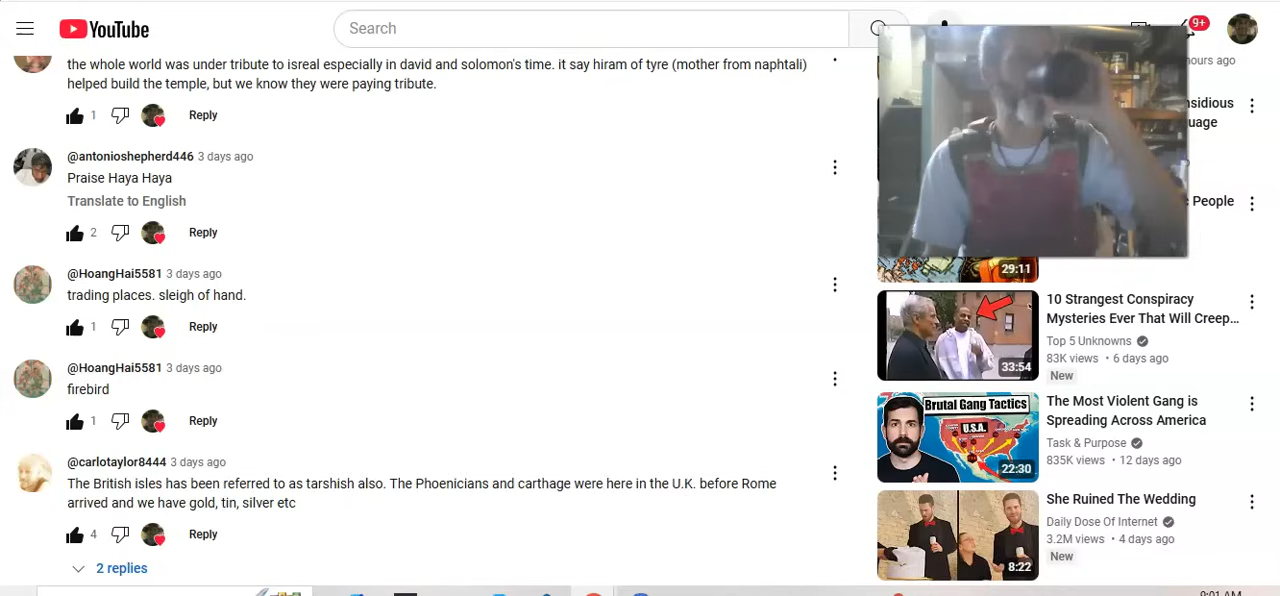 YouTube
Search
9+
the whole world was under tribute to isreal especially in david and solomon's time. it say hiram of tyre (mother from naphtali)
helped build the temple, but we know they were paying tribute.
1
Reply
@antonioshepherd446 3 days ago
Praise Haya Haya
Translate to English
2
Reply
@HoangHai5581 3 days ago
trading places. sleigh of hand.
1
Reply
@HoangHai5581 3 days ago
firebird
1
Reply
@carlotaylor8444 3 days ago
The British isles has been referred to as tarshish also. The Phoenicians and carthage were here in the U.K. before Rome
arrived and we have gold, tin, silver etc
4
Reply
2 replies
ago
People
29:11
10 Strangest Conspiracy
Mysteries Ever That Will Creep...
Top 5 Unknowns
83K views • 6 days ago
New
33:54
Brutal Gang Tactics
U.S.A.
22:30
The Most Violent Gang is
Spreading Across America
Task & Purpose
835K views • 12 days ago
She Ruined The Wedding
Daily Dose Of Internet
3.2M views • 4 days ago
New
8:22